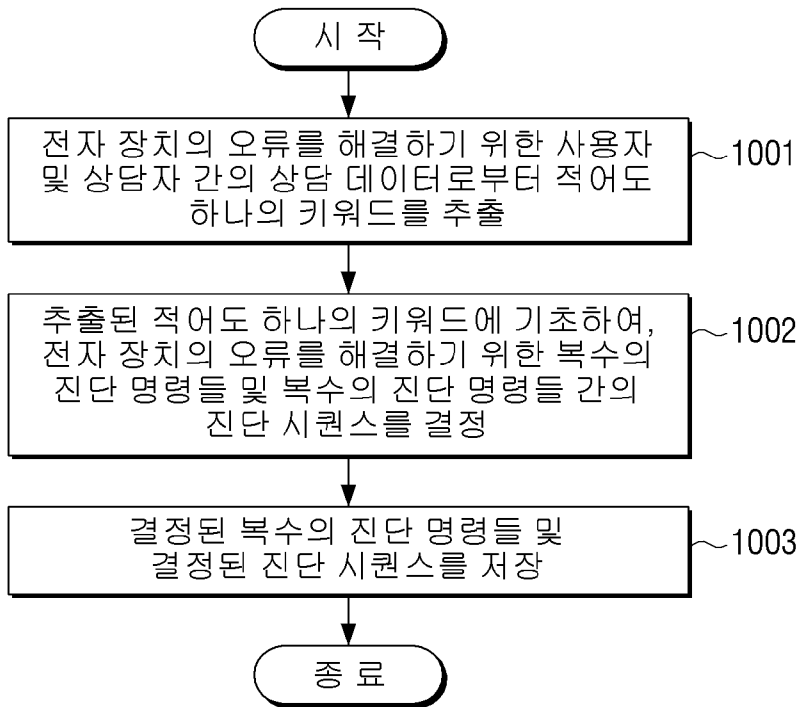 시 작
전자 장치의 오류를 해결하기 위한 사용자
및 상담자 간의 상담 데이터로부터 적어도
하나의 키워드를 추출
1001
추출된 적어도 하나의 키워드에 기초하여,
전자 장치의 오류를 해결하기 위한 복수의
진단 명령들 및 복수의 진단 명령들 간의
진단 시퀀스를 결정
1002
결정된 복수의 진단 명령들 및
결정된 진단 시퀀스를 저장
1003
종 료